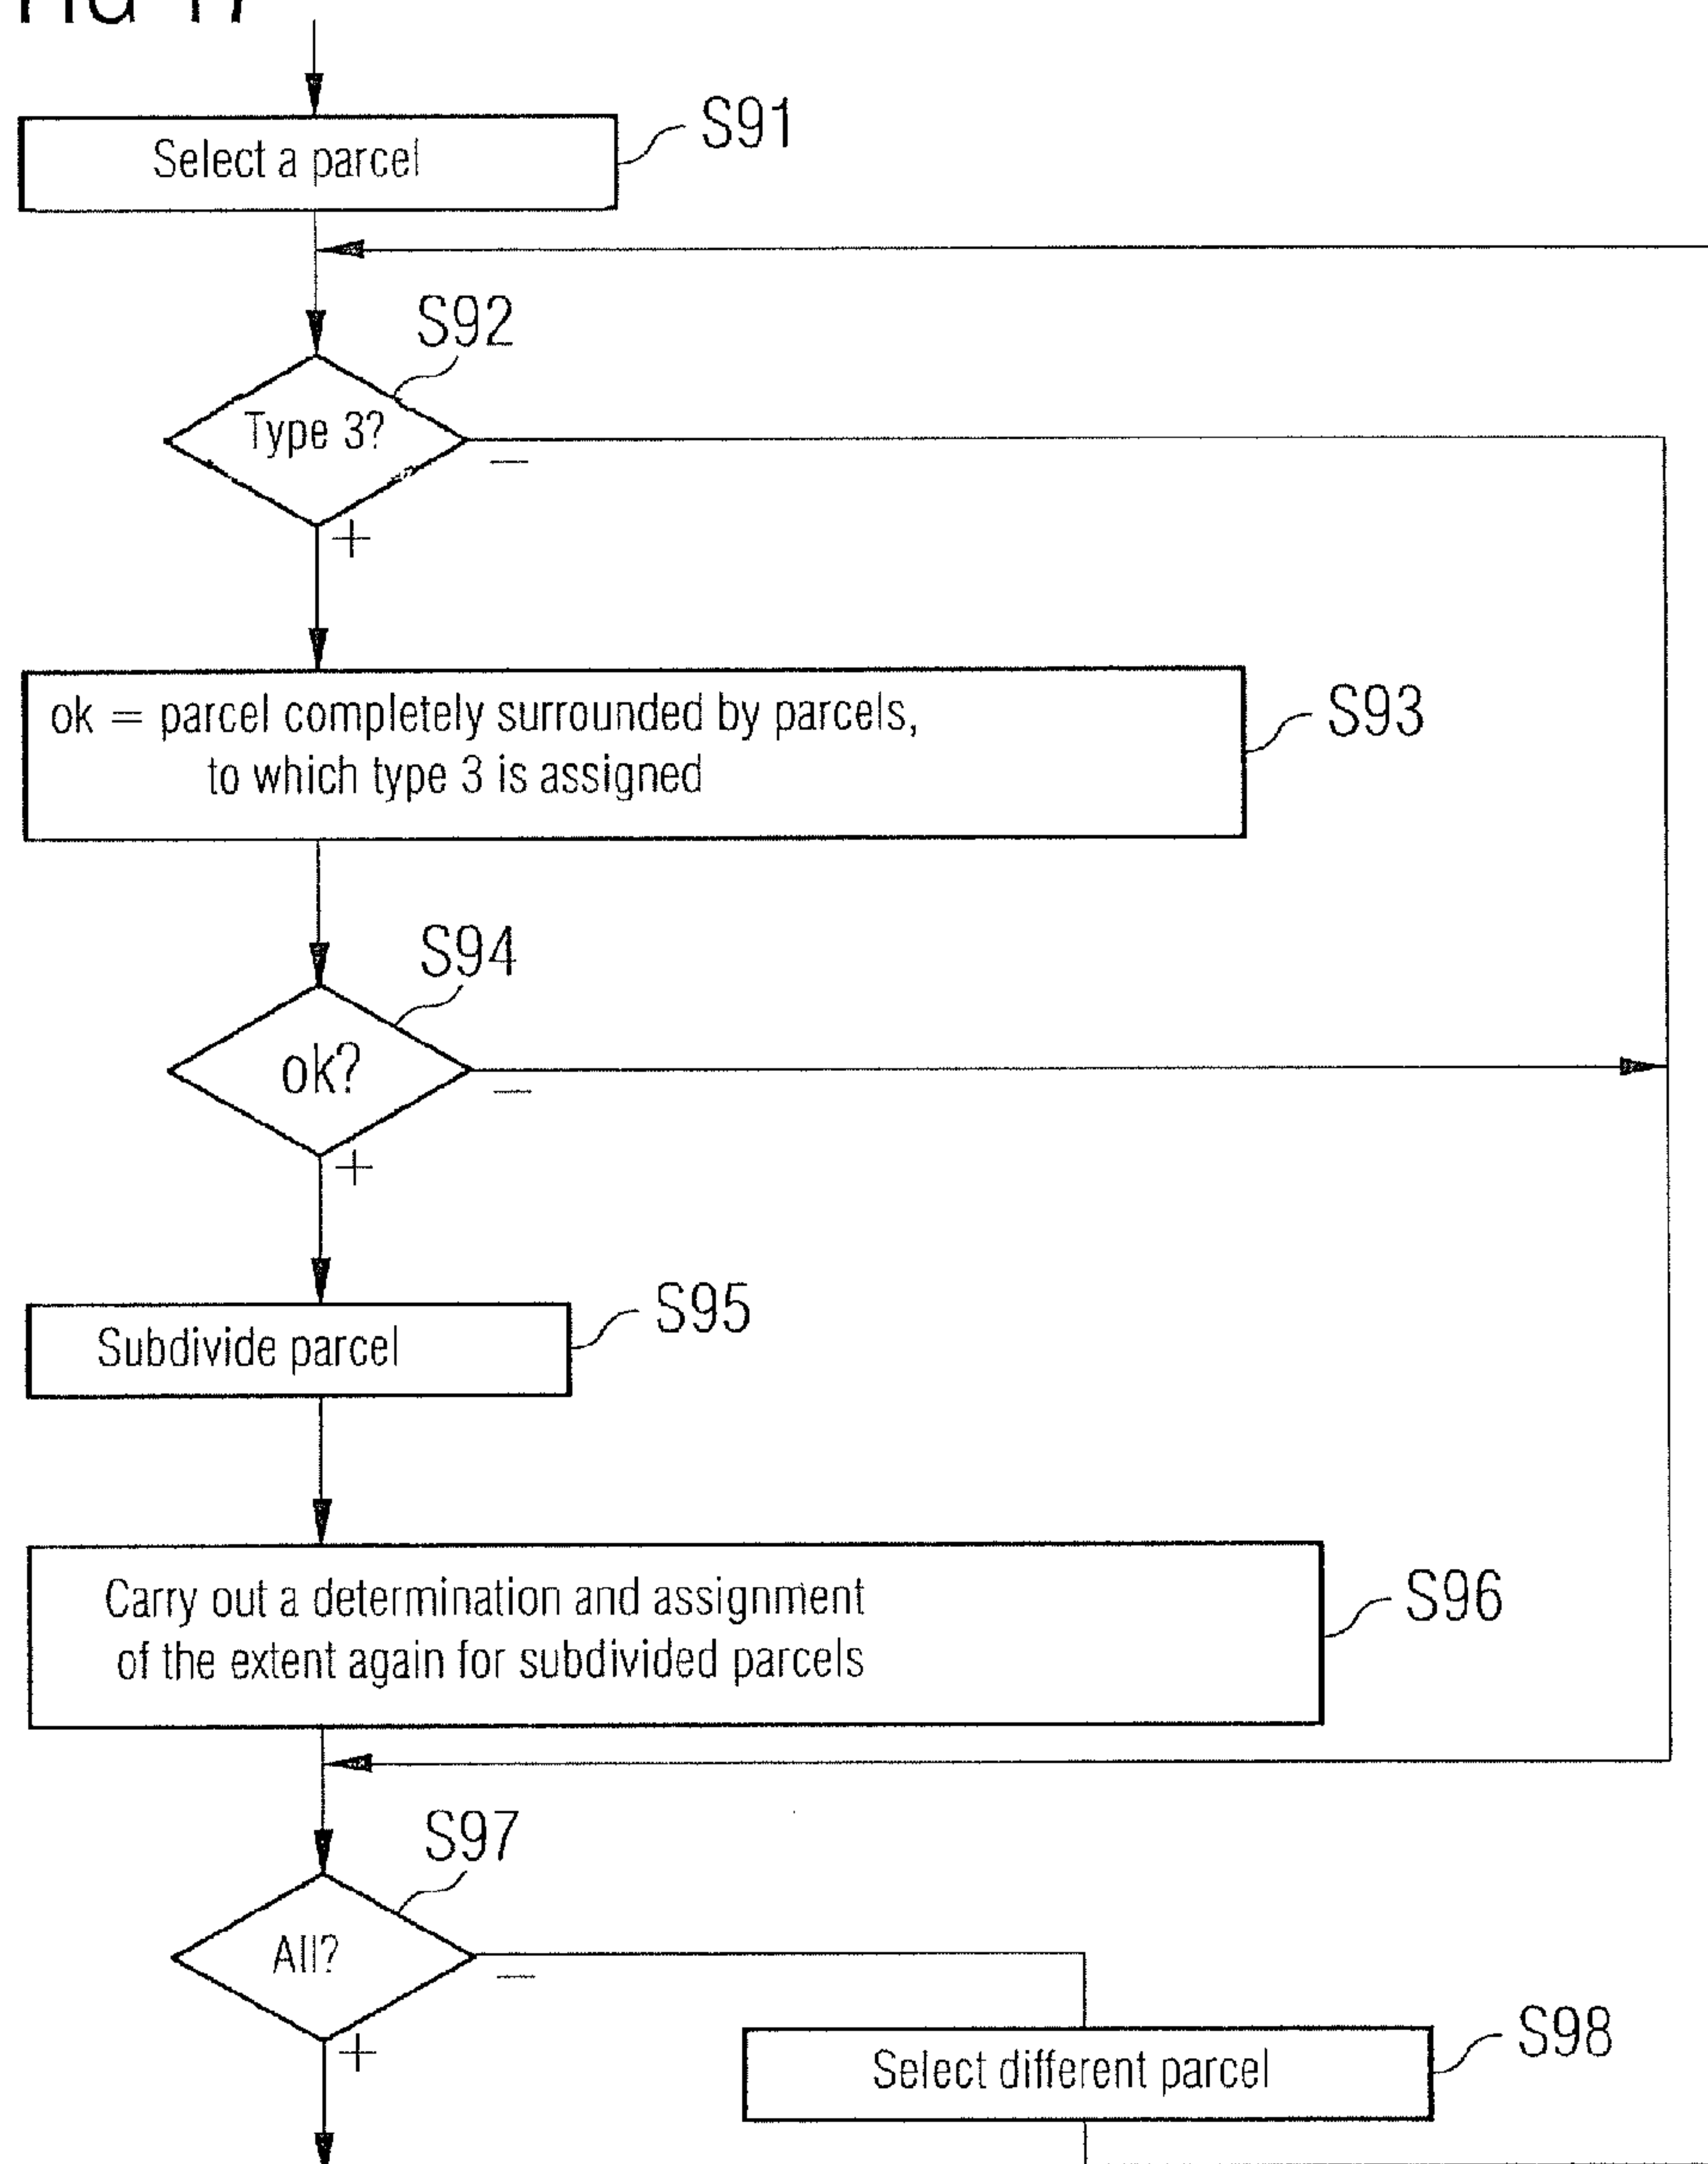 S91
Select a parcel
S92
Type 3?
—
+
ok = parcel completely surrounded by parcels,
to which type 3 is assigned
S93
S94
ok?
—
+
Subdivide parcel
S95
Carry out a determination and assignment
of the extent again for subdivided parcels
S96
S97
All?
—
+
Select different parcel
S98